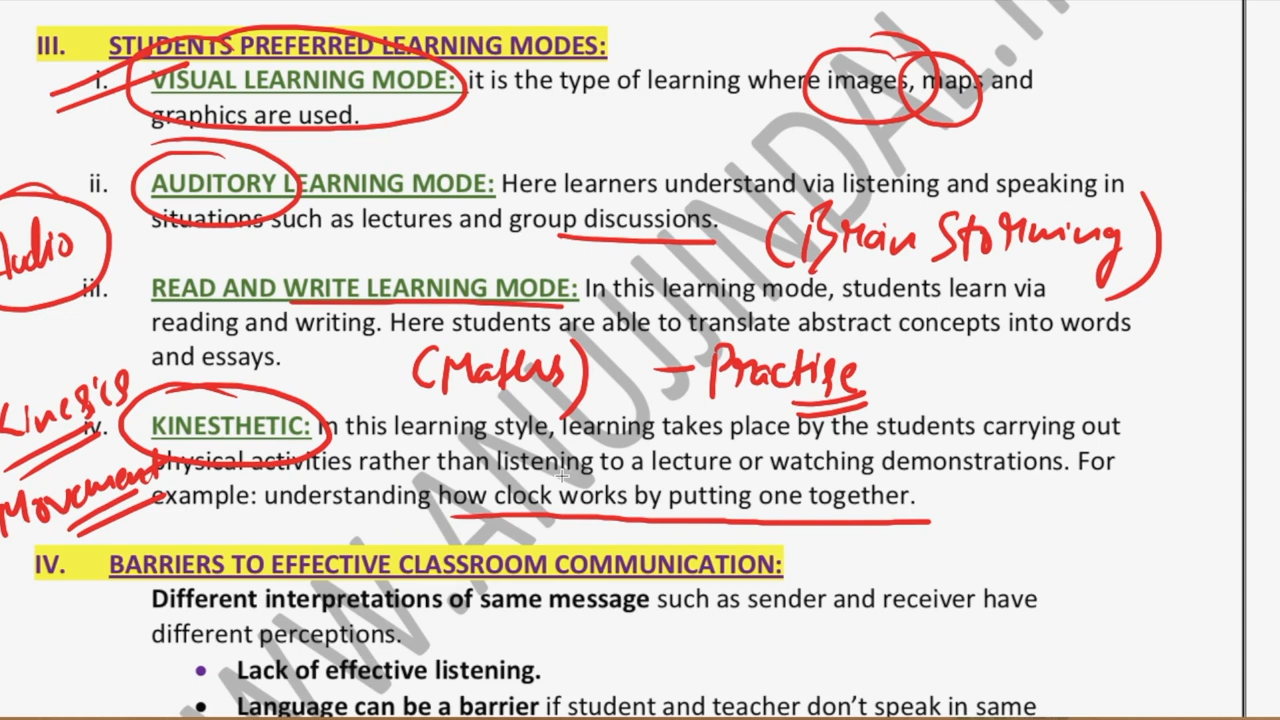 III. STUDENTS PREFERRED LEARNING MODES:
i. VISUAL LEARNING MODE: it is the type of learning where images, maps and
graphics are used.
ii. AUDITORY LEARNING MODE: Here learners understand via listening and speaking in
situations such as lectures and group discussions.
(Brain Storming)
Audio
iii. READ AND WRITE LEARNING MODE: In this learning mode, students learn via
reading and writing. Here students are able to translate abstract concepts into words
and essays.
(Maths) - Practise
Kinesis
iv. KINESTHETIC: In this learning style, learning takes place by the students carrying out
physical activities rather than listening to a lecture or watching demonstrations. For
Movement
example: understanding how clock works by putting one together.
IV. BARRIERS TO EFFECTIVE CLASSROOM COMMUNICATION:
Different interpretations of same message such as sender and receiver have
different perceptions.
• Lack of effective listening.
• Language can be a barrier if student and teacher don’t speak in same
WWW.ANUJJINDAL.